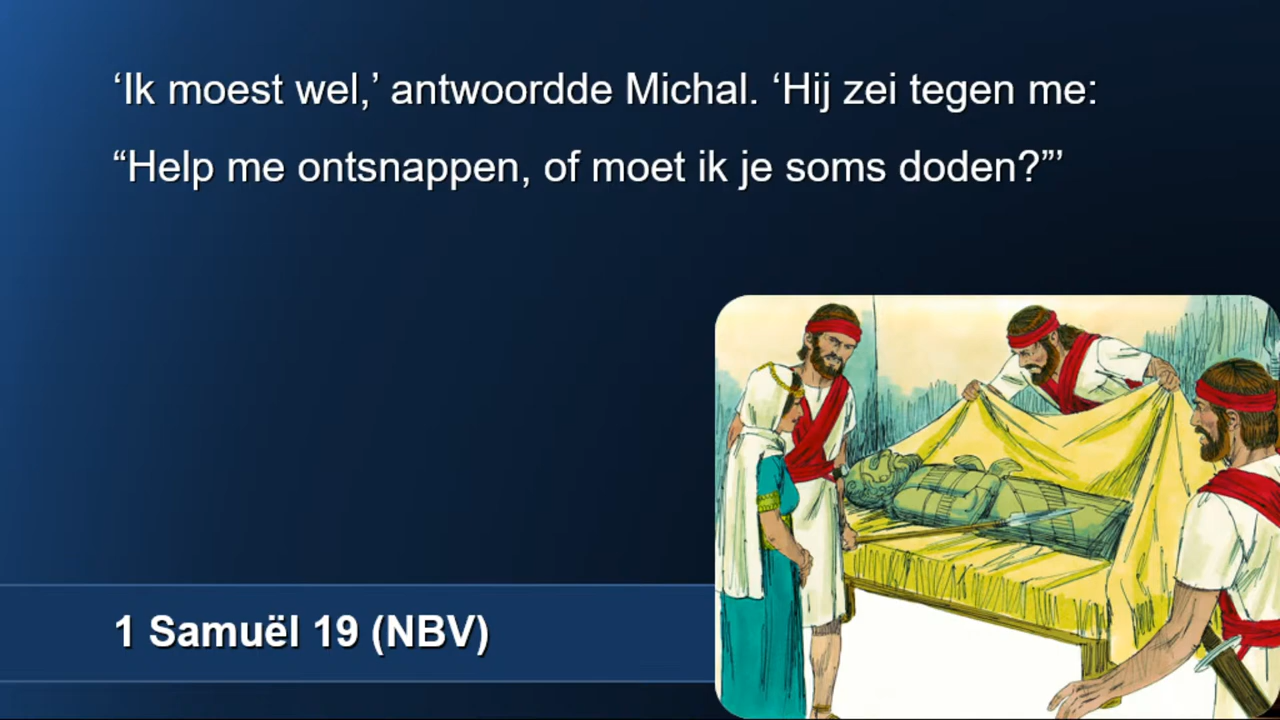 ‘Ik moest wel,’ antwoordde Michal. ‘Hij zei tegen me:
“Help me ontsnappen, of moet ik je soms doden?”’
1 Samuël 19 (NBV)